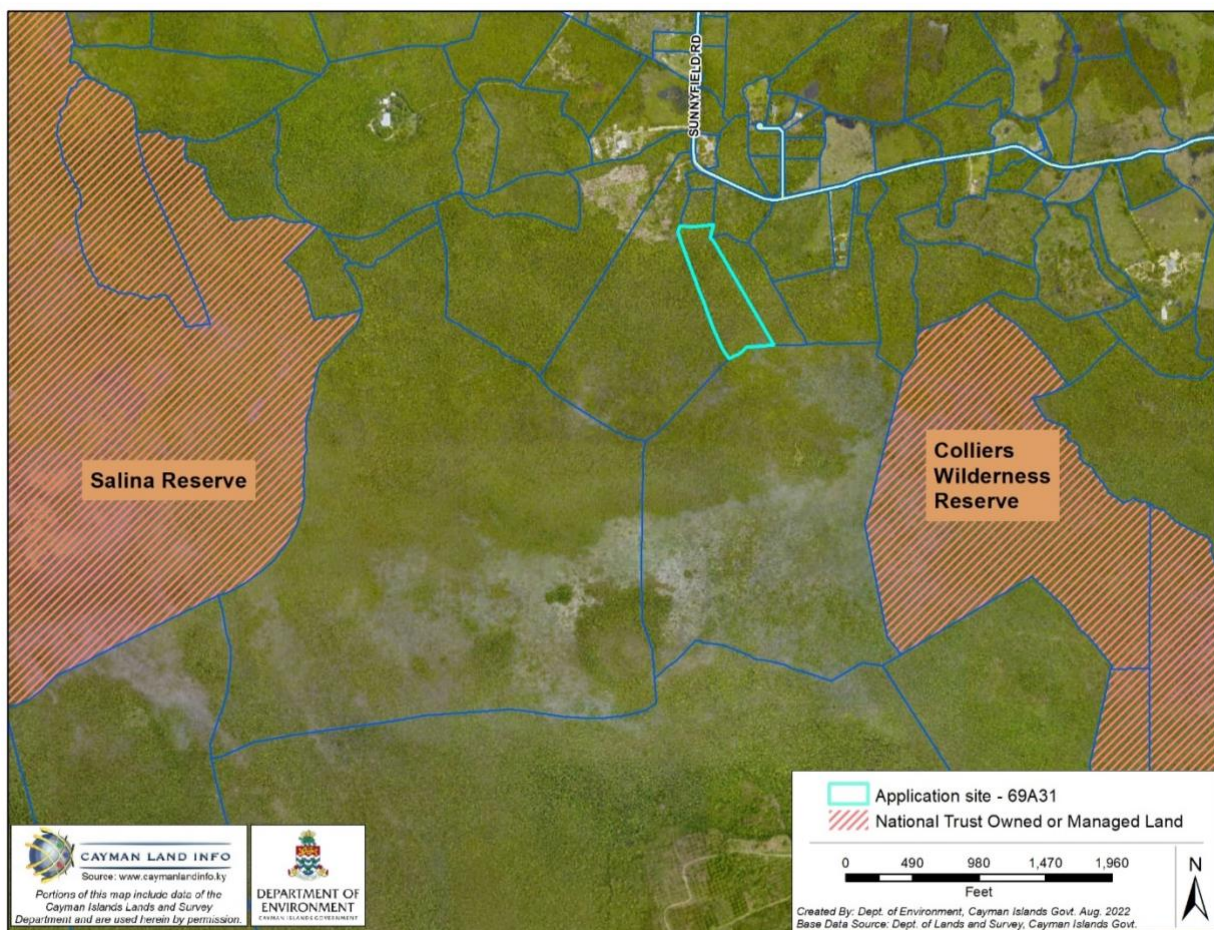 SUNNYFIELD RD
Salina Reserve
Colliers
Wilderness
Reserve
Application site - 69A31
National Trust Owned or Managed Land
0 490 980 1,470 1,960
Feet
N
Created By: Dept. of Environment, Cayman Islands Govt. Aug. 2022
Base Data Source: Dept. of Lands and Survey, Cayman Islands Govt.
CAYMAN LAND INFO
Source: www.caymanlandinfo.ky
Portions of this map include data of the
Cayman Islands Lands and Survey
Department and are used herein by permission.
DEPARTMENT OF
ENVIRONMENT
CAYMAN ISLANDS GOVERNMENT